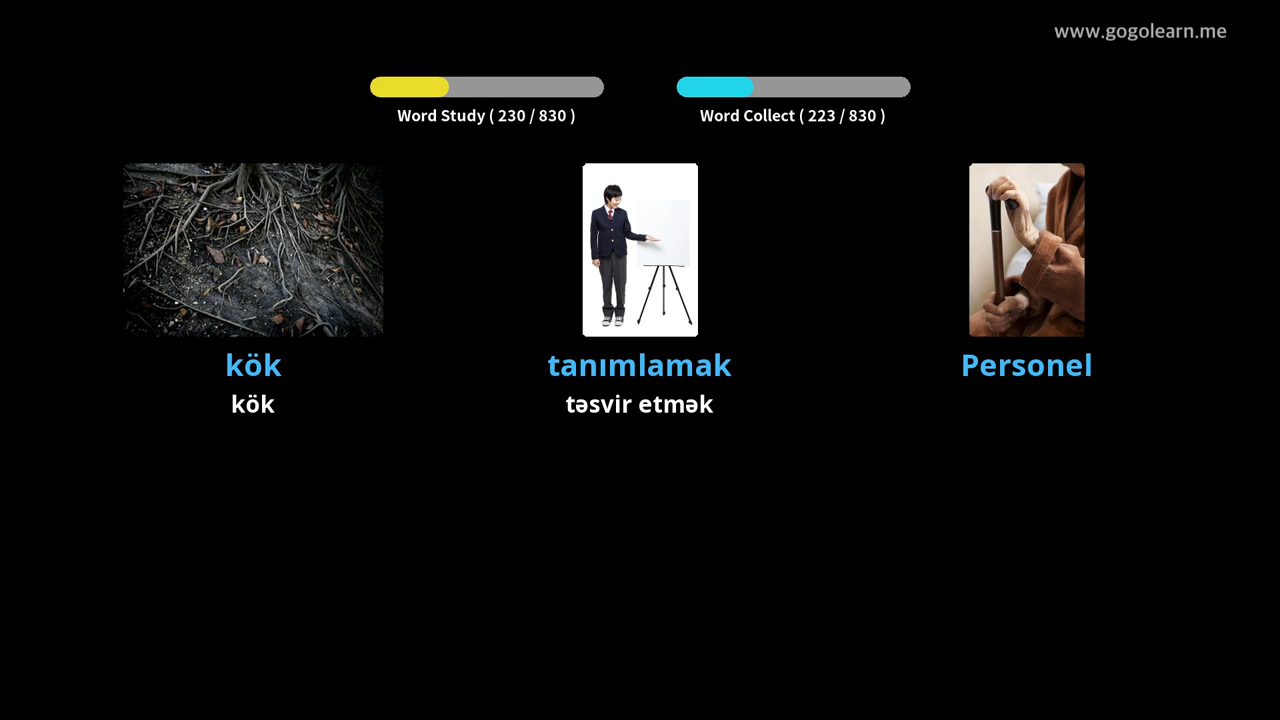 www.gogolearn.me
Word Study ( 230 / 830 )
Word Collect ( 223 / 830 )
kök
tanımlamak
Personel
kök
təsvir etmək